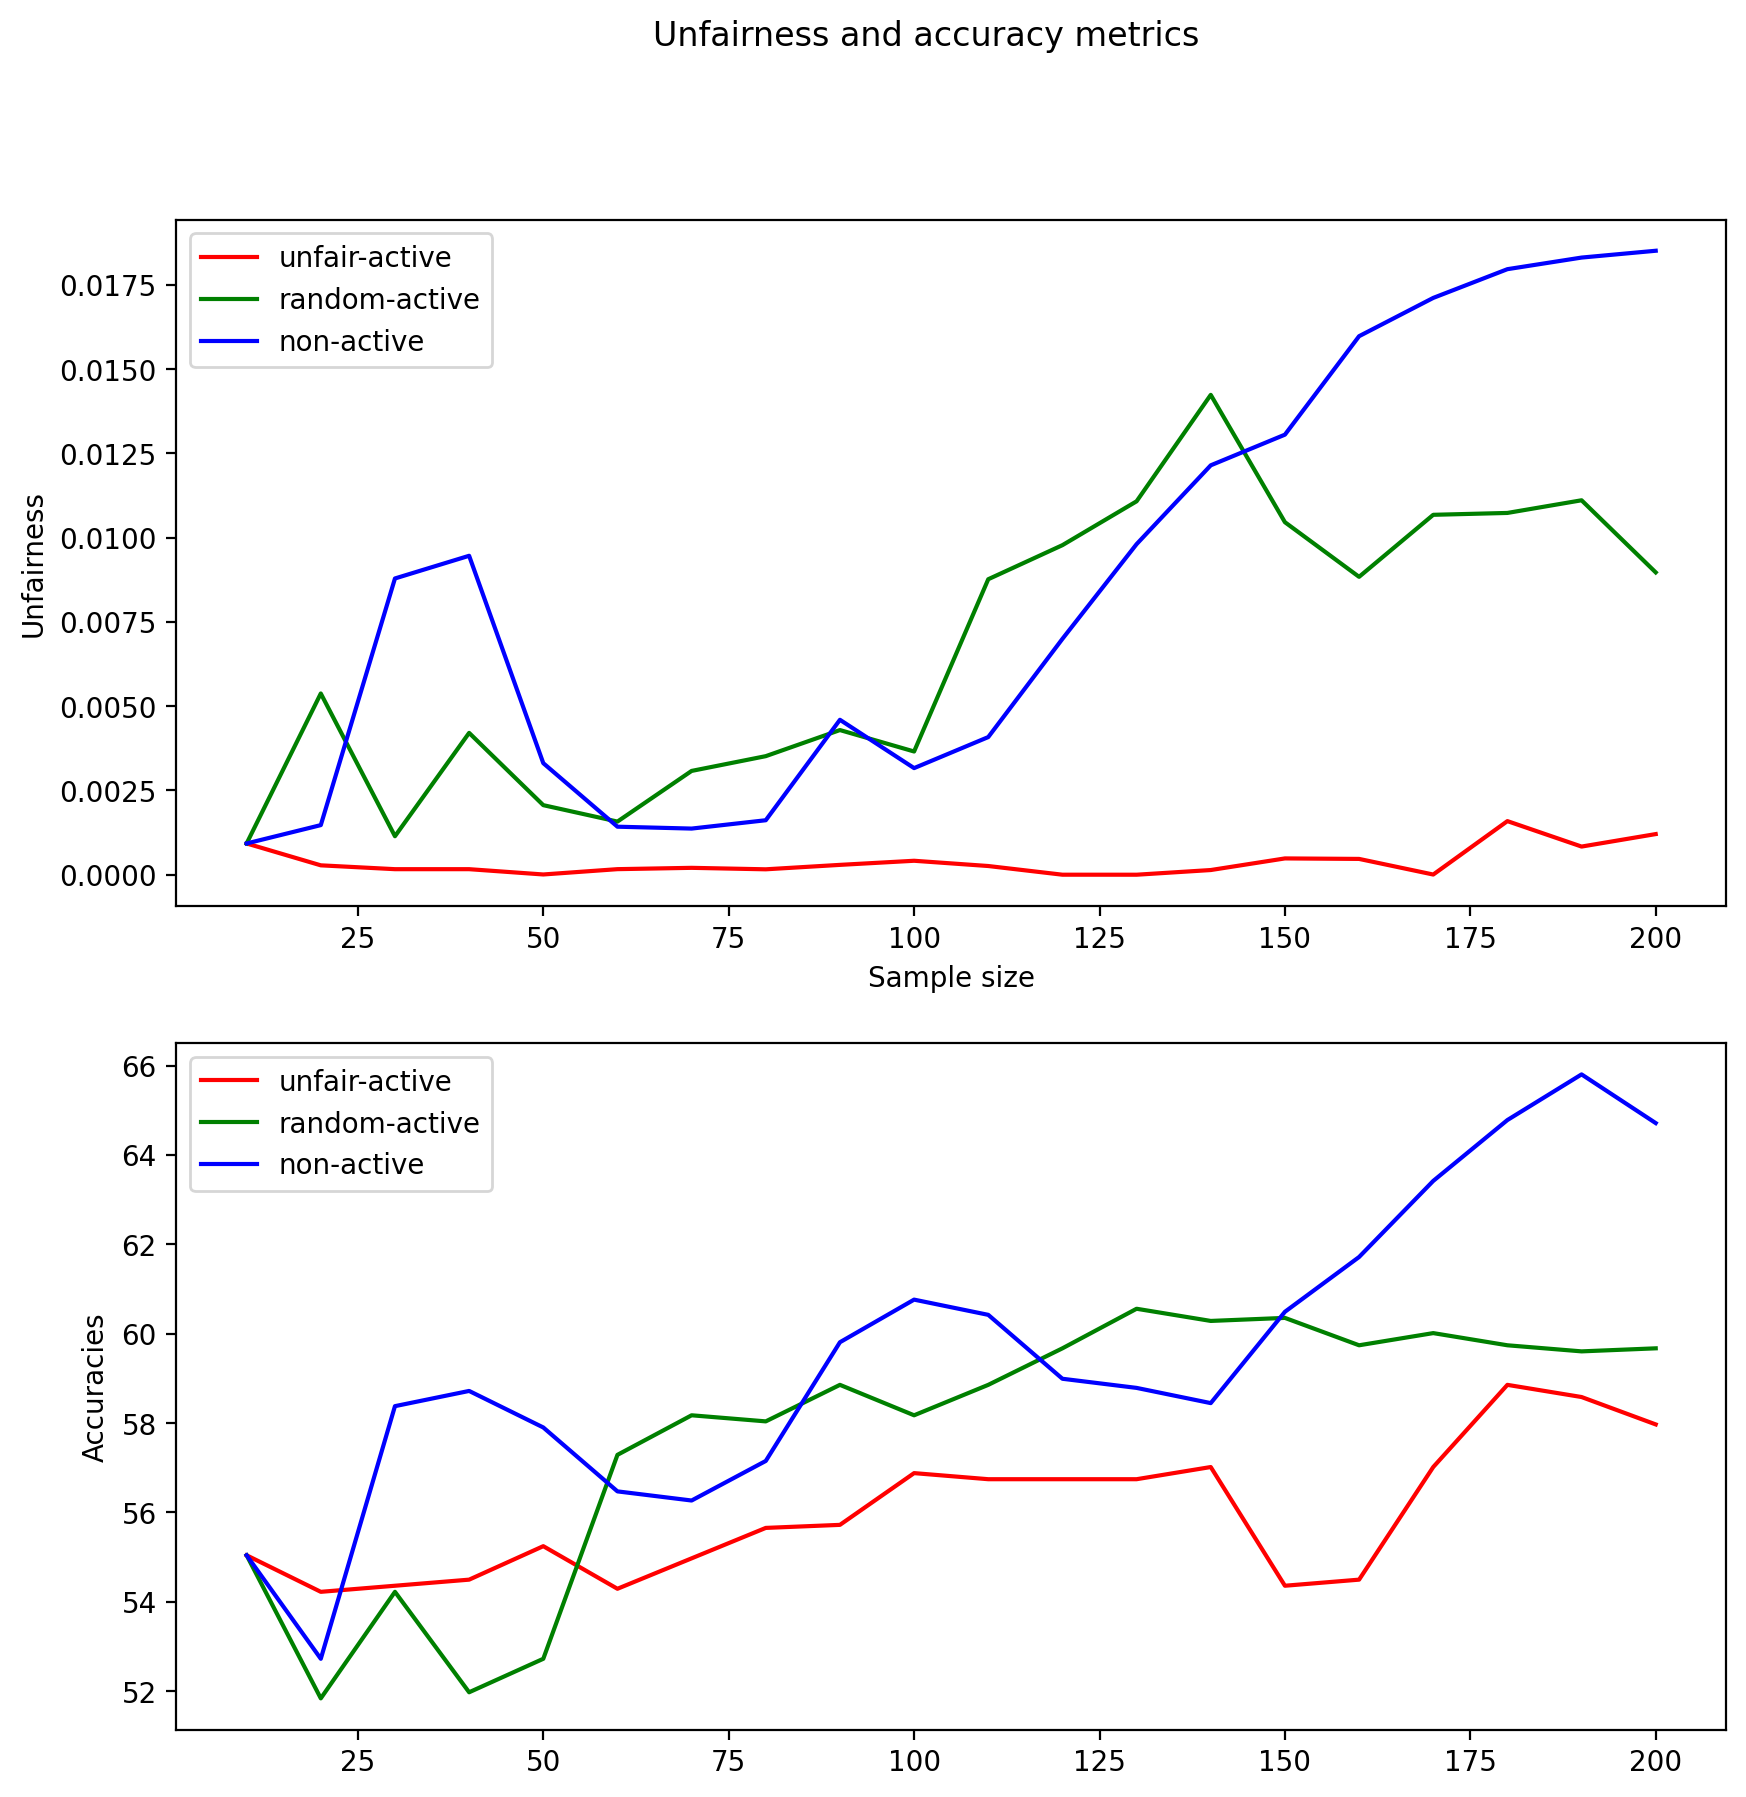 Unfairness and accuracy metrics
unfair-active
random-active
non-active
0.0175
0.0150
0.0125
0.0100
0.0075
0.0050
0.0025
0.0000
Unfairness
25 50 75 100 125 150 175 200
Sample size
unfair-active
random-active
non-active
66
64
62
60
58
56
54
52
Accuracies
25 50 75 100 125 150 175 200